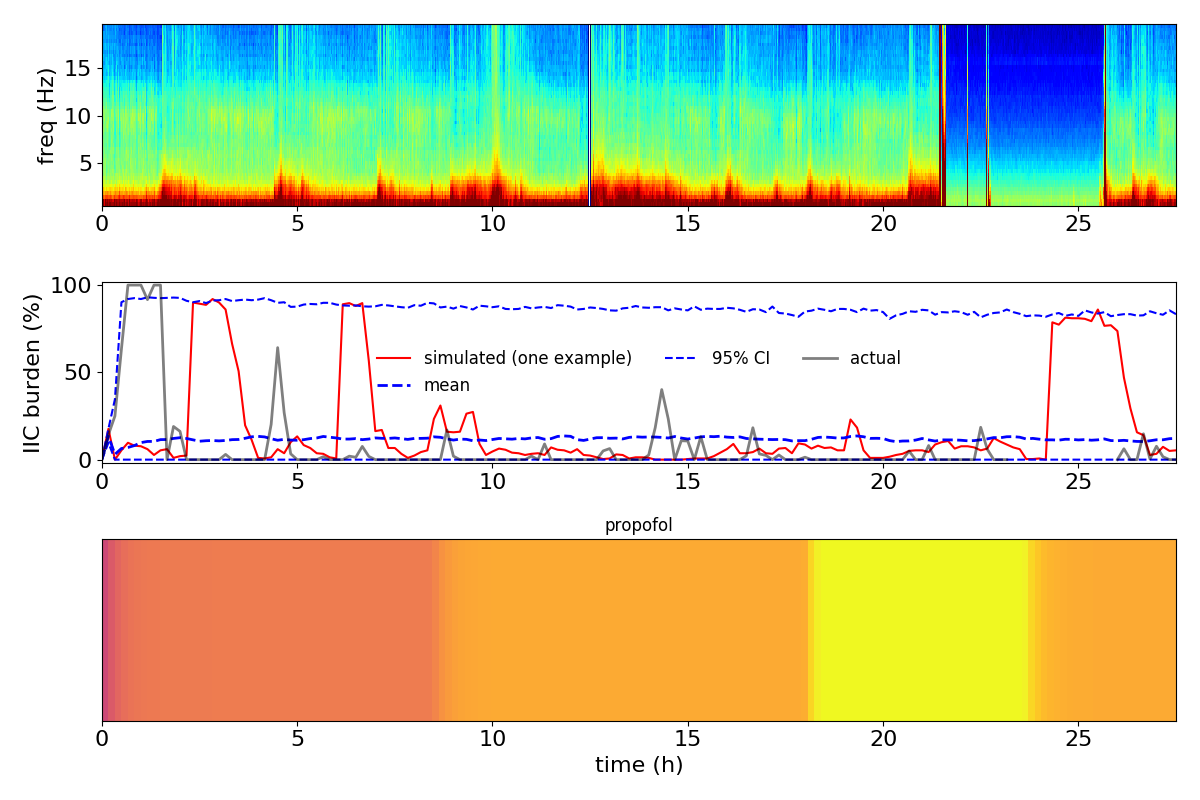 freq (Hz)
15
10
5
0 5 10 15 20 25
IIC burden (%)
100
50
0
simulated (one example) 95% CI actual
mean
0 5 10 15 20 25
propofol
0 5 10 15 20 25
time (h)